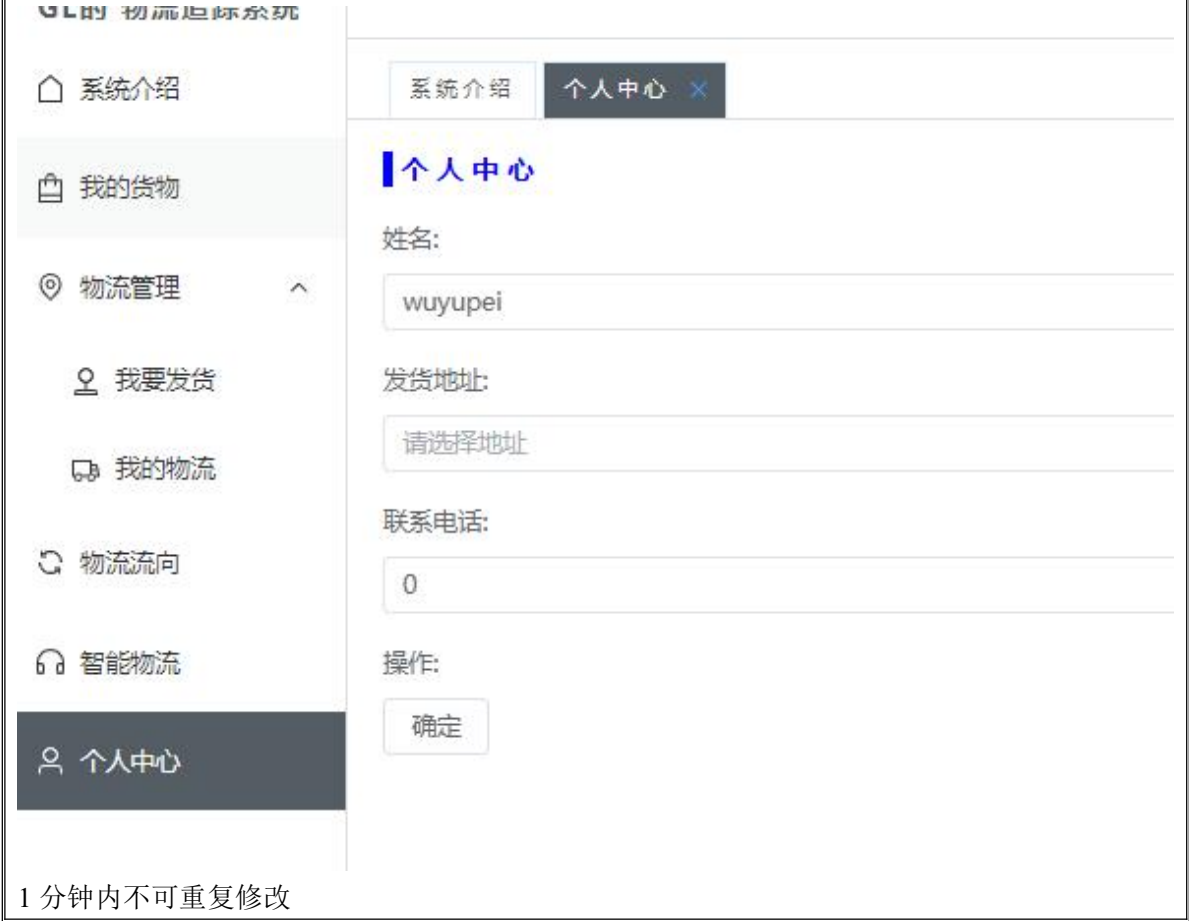 GL的 物流追踪系统
系统介绍
我的货物
物流管理
我要发货
我的物流
物流流向
智能物流
个人中心
系统介绍 个人中心 ×
个人中心
姓名:
wuyupei
发货地址:
请选择地址
联系电话:
0
操作:
确定
1 分钟内不可重复修改